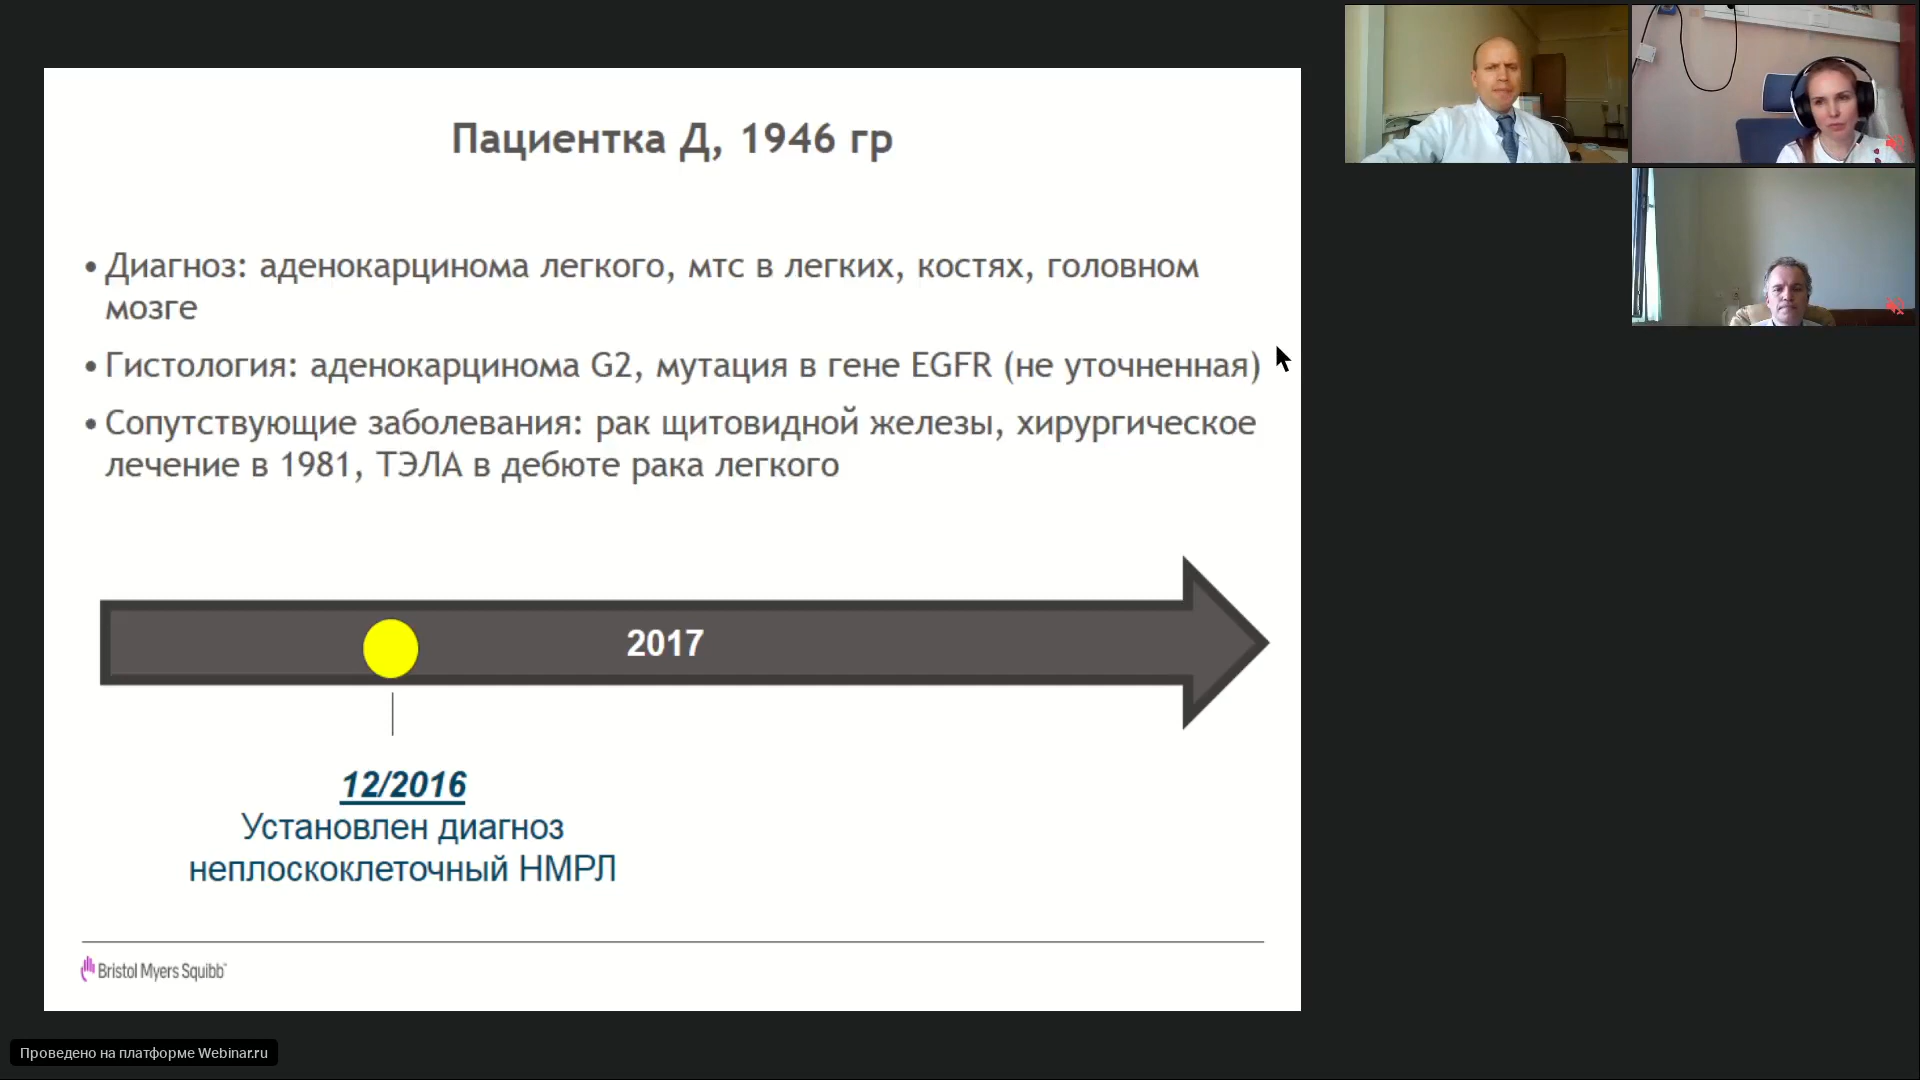 Пациентка Д, 1946 гр
• Диагноз: аденокарцинома легкого, мтс в легких, костях, головном
мозге
• Гистология: аденокарцинома G2, мутация в гене EGFR (не уточненная)
• Сопутствующие заболевания: рак щитовидной железы, хирургическое
лечение в 1981, ТЭЛА в дебюте рака легкого
2017
12/2016
Установлен диагноз
неплоскоклеточный НМРЛ
Bristol Myers Squibb™
Проведено на платформе Webinar.ru